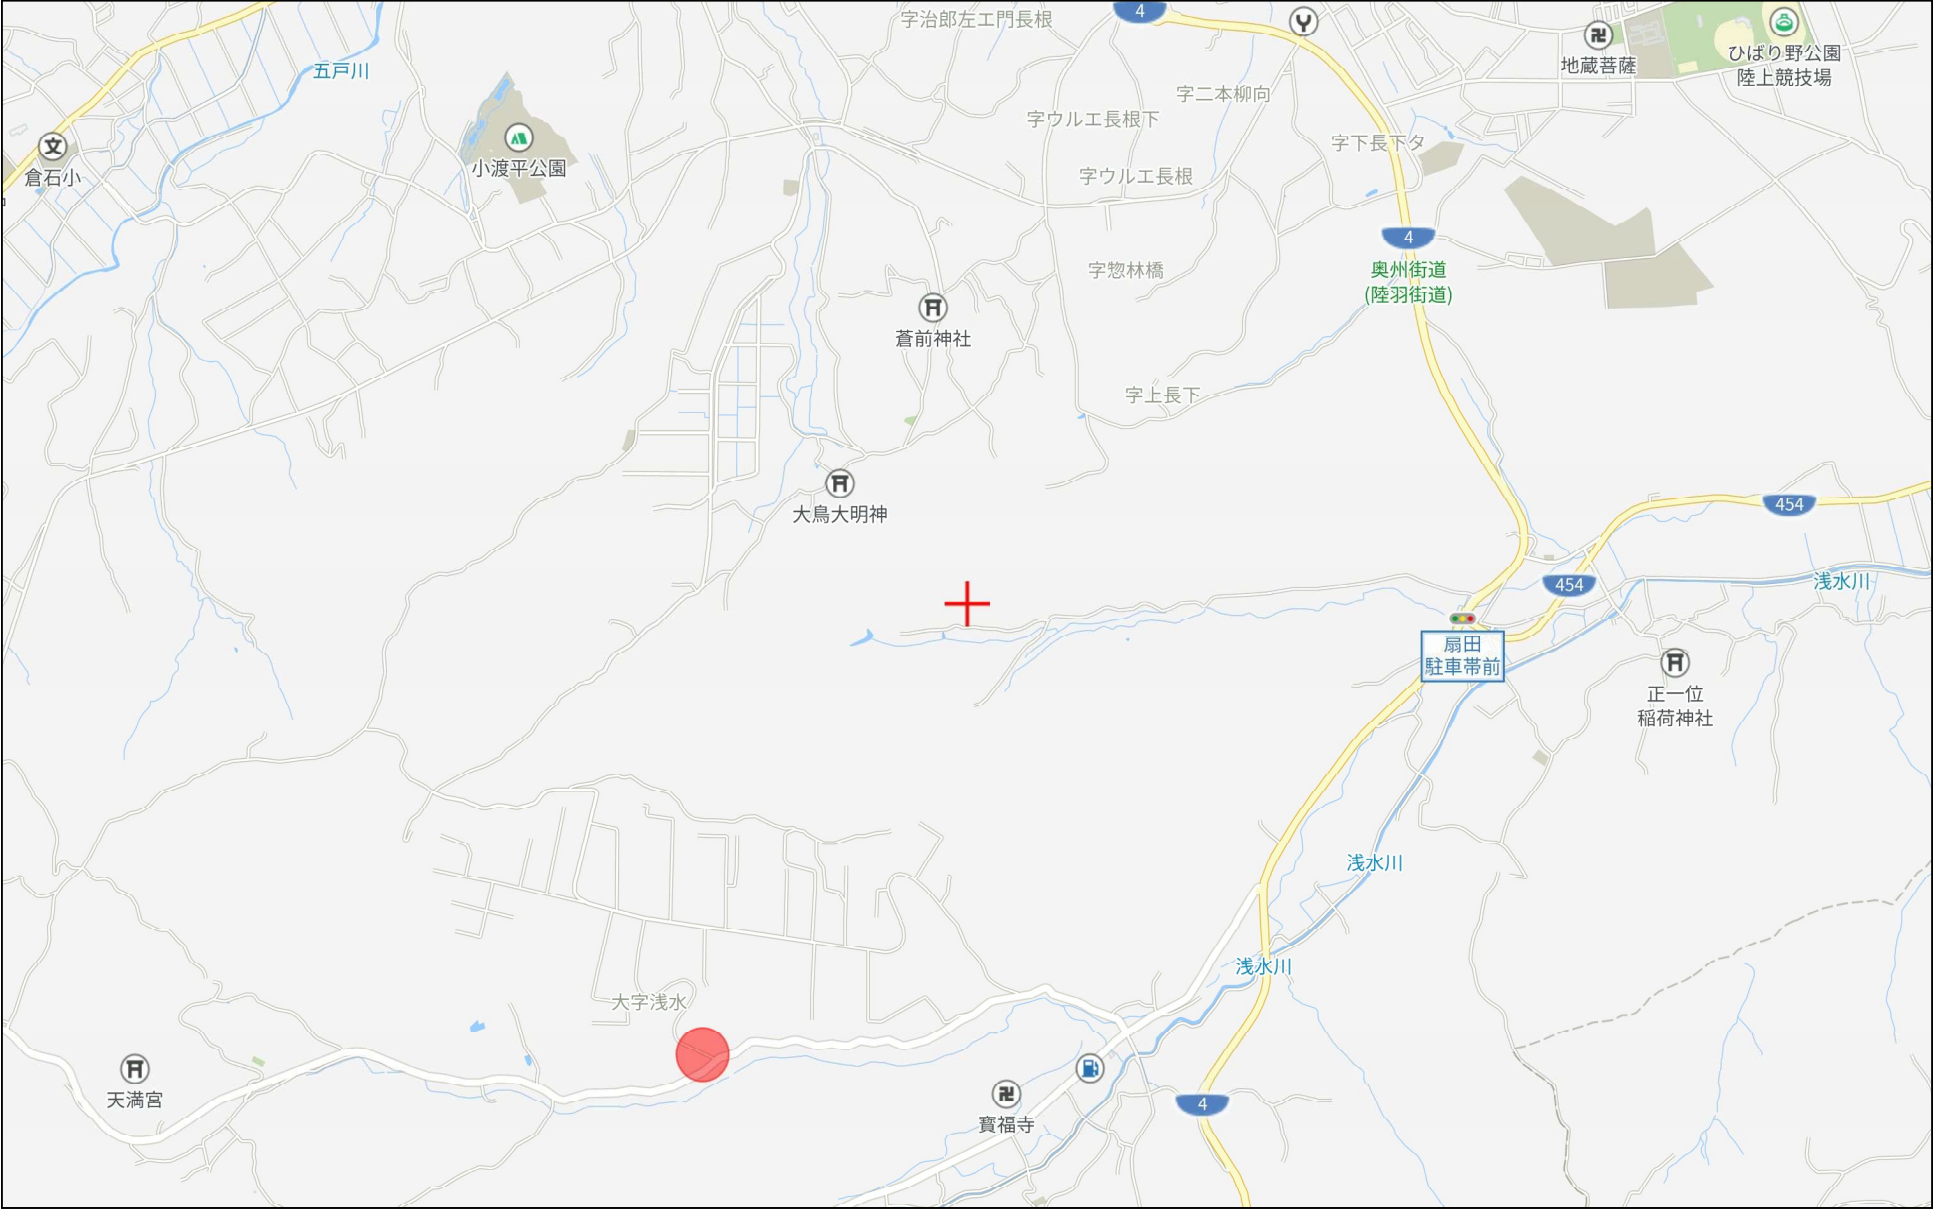 字治郎左エ門長根
4
地蔵菩薩
ひばり野公園
陸上競技場
五戸川
字二本柳向
字ウルエ長根下
字下長下タ
倉石小
小渡平公園
字ウルエ長根
4
奥州街道
(陸羽街道)
字惣林橋
蒼前神社
字上長下
大鳥大明神
454
454
浅水川
扇田
駐車帯前
正一位
稲荷神社
浅水川
浅水川
大字浅水
天満宮
寳福寺
4